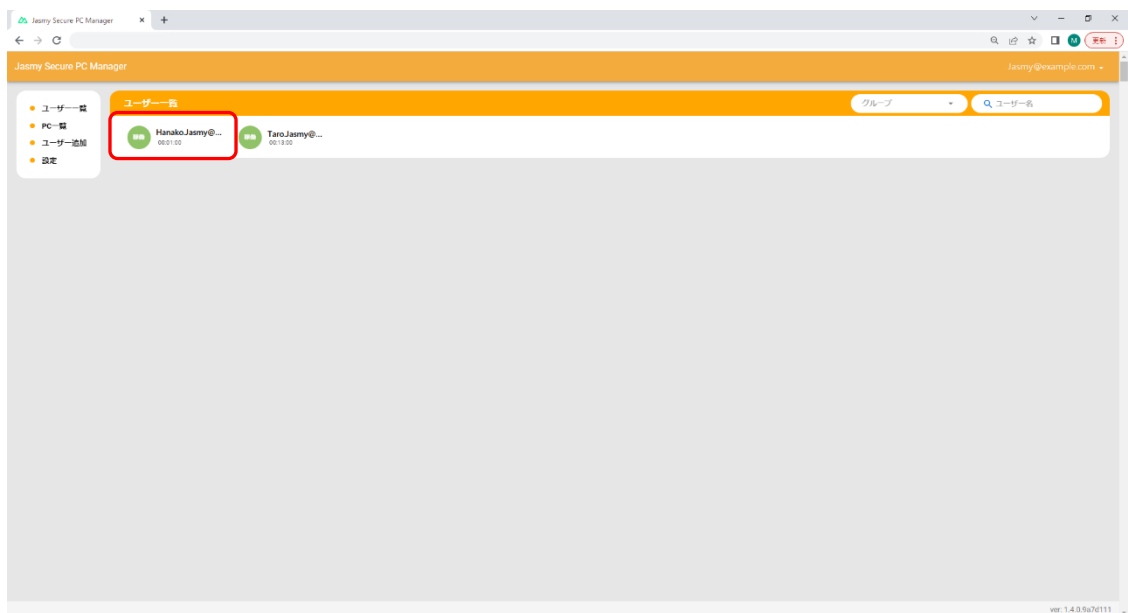 Jasmy Secure PC Manager
更新
Jasmy Secure PC Manager
Jasmy@example.com
ユーザー一覧
PC一覧
ユーザー追加
設定
ユーザー一覧
グループ
ユーザー名
Hanako.Jasmy@...
00:01:00
Taro.Jasmy@...
00:13:00
ver: 1.4.0.9a7d111